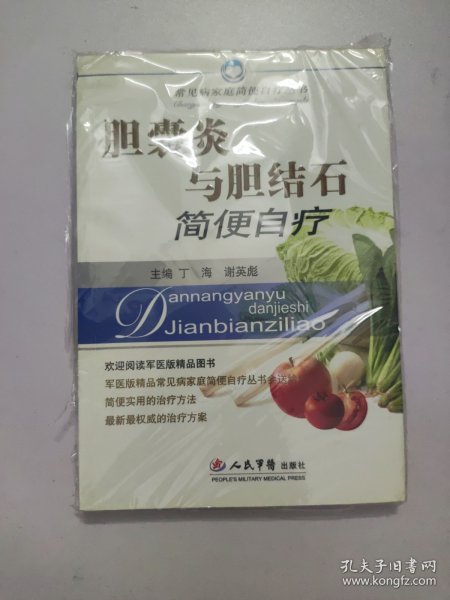 常见病家庭简便自疗丛书
胆囊炎
与胆结石
简便自疗
主编 丁 海 谢英彪
Dannangyanyu
danjieshi
Jianbianziliao
欢迎阅读军医版精品图书
军医版精品常见病家庭简便自疗丛书
简便实用的治疗方法
最新最权威的治疗方案
人民军医 出版社
PEOPLE'S MILITARY MEDICAL PRESS
孔夫子旧书网
www.kongfz.com